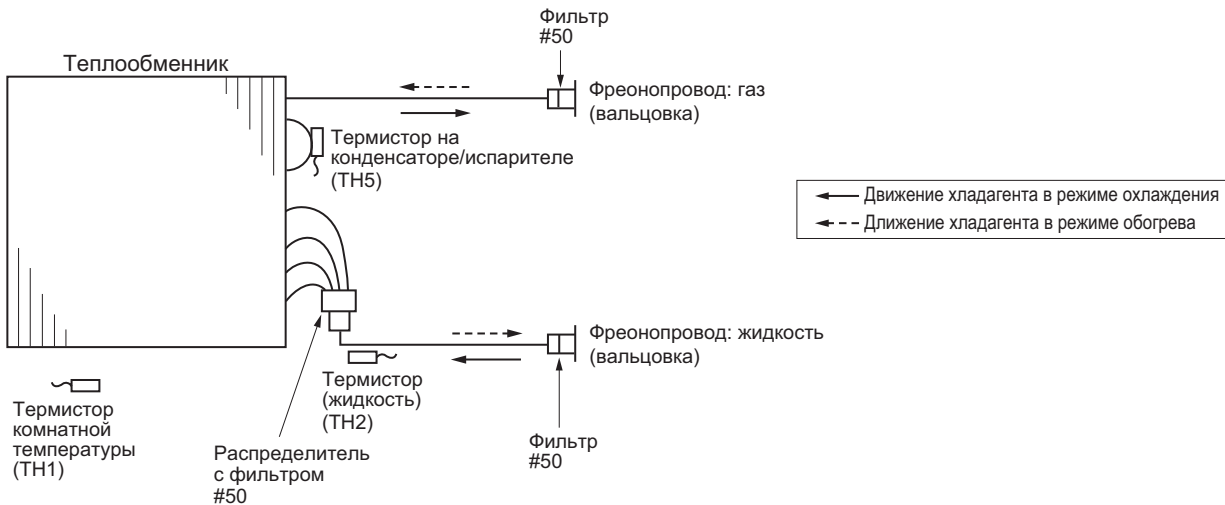 Фильтр
#50
Теплообменник
Фреонопровод: газ
(вальцовка)
Термистор на
конденсаторе/испарителе
(TH5)
Движение хладагента в режиме охлаждения
Длижение хладагента в режиме обогрева
Фреонопровод: жидкость
(вальцовка)
Термистор
(жидкость)
(TH2)
Термистор
комнатной
температуры
(TH1)
Распределитель
с фильтром
#50
Фильтр
#50